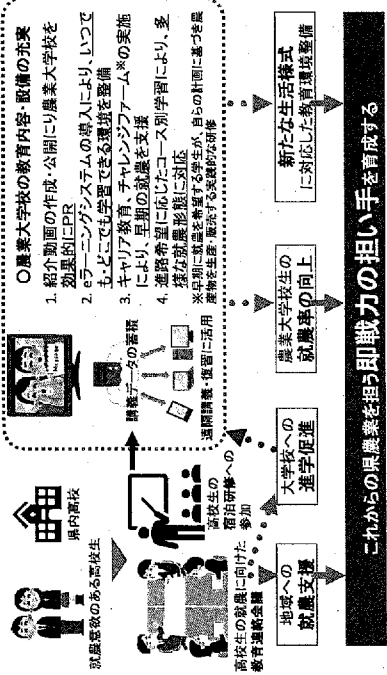 就農意欲のある高校生
県内高校
高校生の就農に向けた
教育連絡会議
高校生の
宿泊研修への
参加
講義データの蓄積
遠隔講義・復習に活用
○農業大学校の教育内容・設備の充実
1. 紹介動画の作成・公開により農業大学校を
効果的にPR
2. eラーニングシステムの導入により、いつで
も・どこでも学習できる環境を整備
3. キャリア教育、チャレンジファーム※の実施
により、早期の就農を支援
4. 進路希望に応じたコース別学習により、多
様な就農形態に対応
※早期に就農を希望する学生が、自らの計画に基づき農
産物を生産・販売する実践的な研修
地域への
就農支援
大学校への
進学促進
農業大学校生の
就農率の向上
新たな生活様式
に対応した教育環境整備
これからの県農業を担う即戦力の担い手を育成する